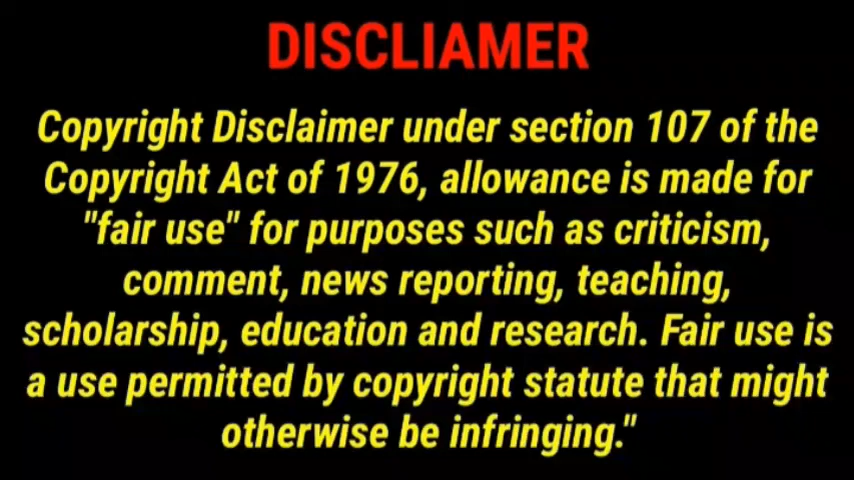 DISCLIAMER
Copyright Disclaimer under section 107 of the
Copyright Act of 1976, allowance is made for
"fair use" for purposes such as criticism,
comment, news reporting, teaching,
scholarship, education and research. Fair use is
a use permitted by copyright statute that might
otherwise be infringing."